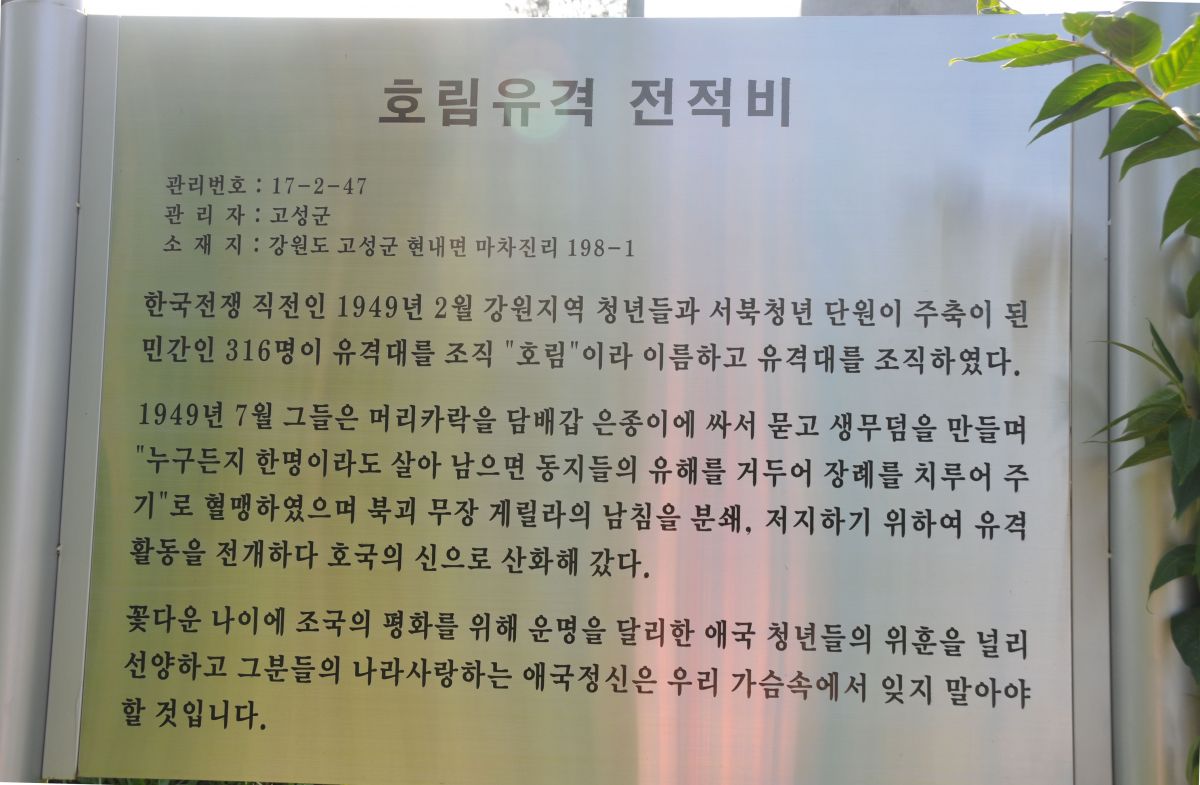 호림유격 전적비
관리번호 : 17-2-47
관 리 자 : 고성군
소 재 지 : 강원도 고성군 현내면 마차진리 198-1
한국전쟁 직전인 1949년 2월 강원지역 청년들과 서북청년 단원이 주축이 된
민간인 316명이 유격대를 조직 "호림"이라 이름하고 유격대를 조직하였다.
1949년 7월 그들은 머리카락을 담배갑 은종이에 싸서 묻고 생무덤을 만들며
"누구든지 한명이라도 살아 남으면 동지들의 유해를 거두어 장례를 치루어 주
기"로 혈맹하였으며 북괴 무장 게릴라의 남침을 분쇄, 저지하기 위하여 유격
활동을 전개하다 호국의 신으로 산화해 갔다.
꽃다운 나이에 조국의 평화를 위해 운명을 달리한 애국 청년들의 위훈을 널리
선양하고 그분들의 나라사랑하는 애국정신은 우리 가슴속에서 잊지 말아야
할 것입니다.